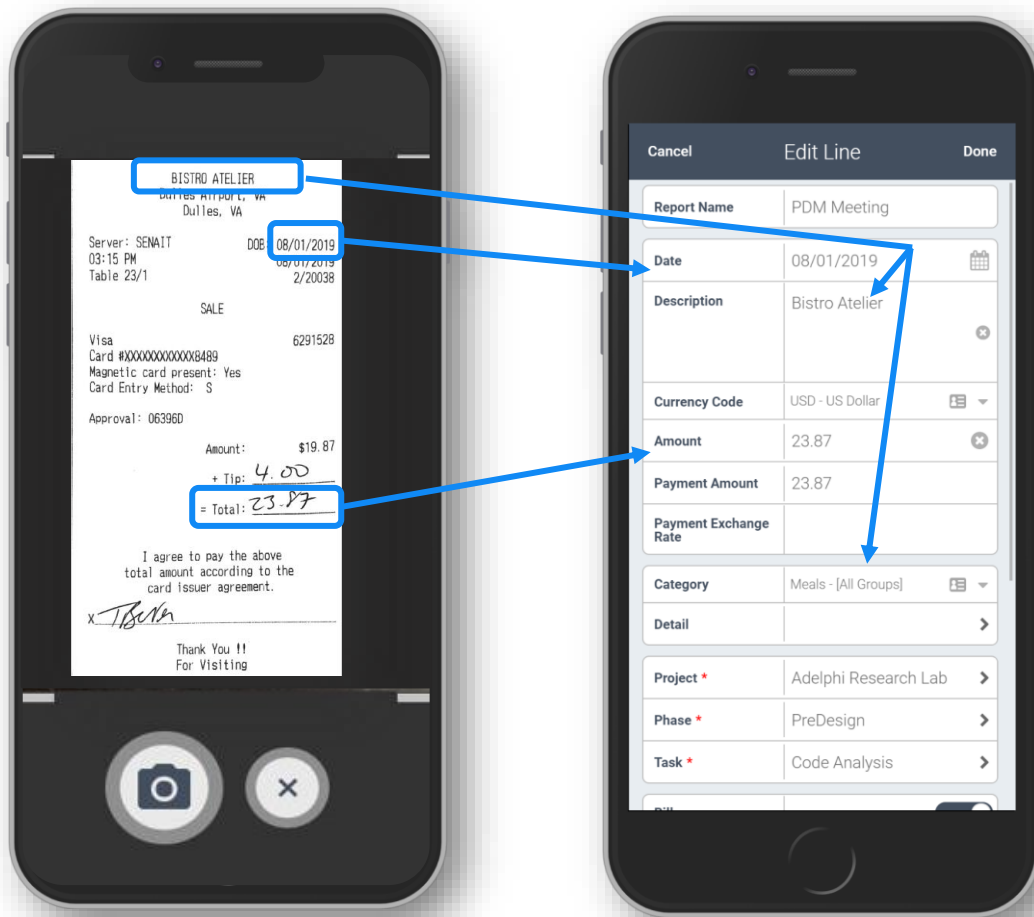 BISTRO ATELIER
Dulles Airport, VA
Dulles, VA
Server: SENAIT DOB: 08/01/2019
03:15 PM 08/01/2019
Table 23/1 2/20038
SALE
Visa 6291528
Card #XXXXXXXXXXXX8489
Magnetic card present: Yes
Card Entry Method: S
Approval: 06396D
Amount: $19.87
+ Tip: 4.00
= Total: 23.87
I agree to pay the above
total amount according to the
card issuer agreement.
x
Thank You !!
For Visiting
Cancel Edit Line Done
Report Name PDM Meeting
Date 08/01/2019
Description Bistro Atelier
Currency Code USD - US Dollar
Amount 23.87
Payment Amount 23.87
Payment Exchange
Rate
Category Meals - [All Groups]
Detail
Project * Adelphi Research Lab
Phase * PreDesign
Task * Code Analysis